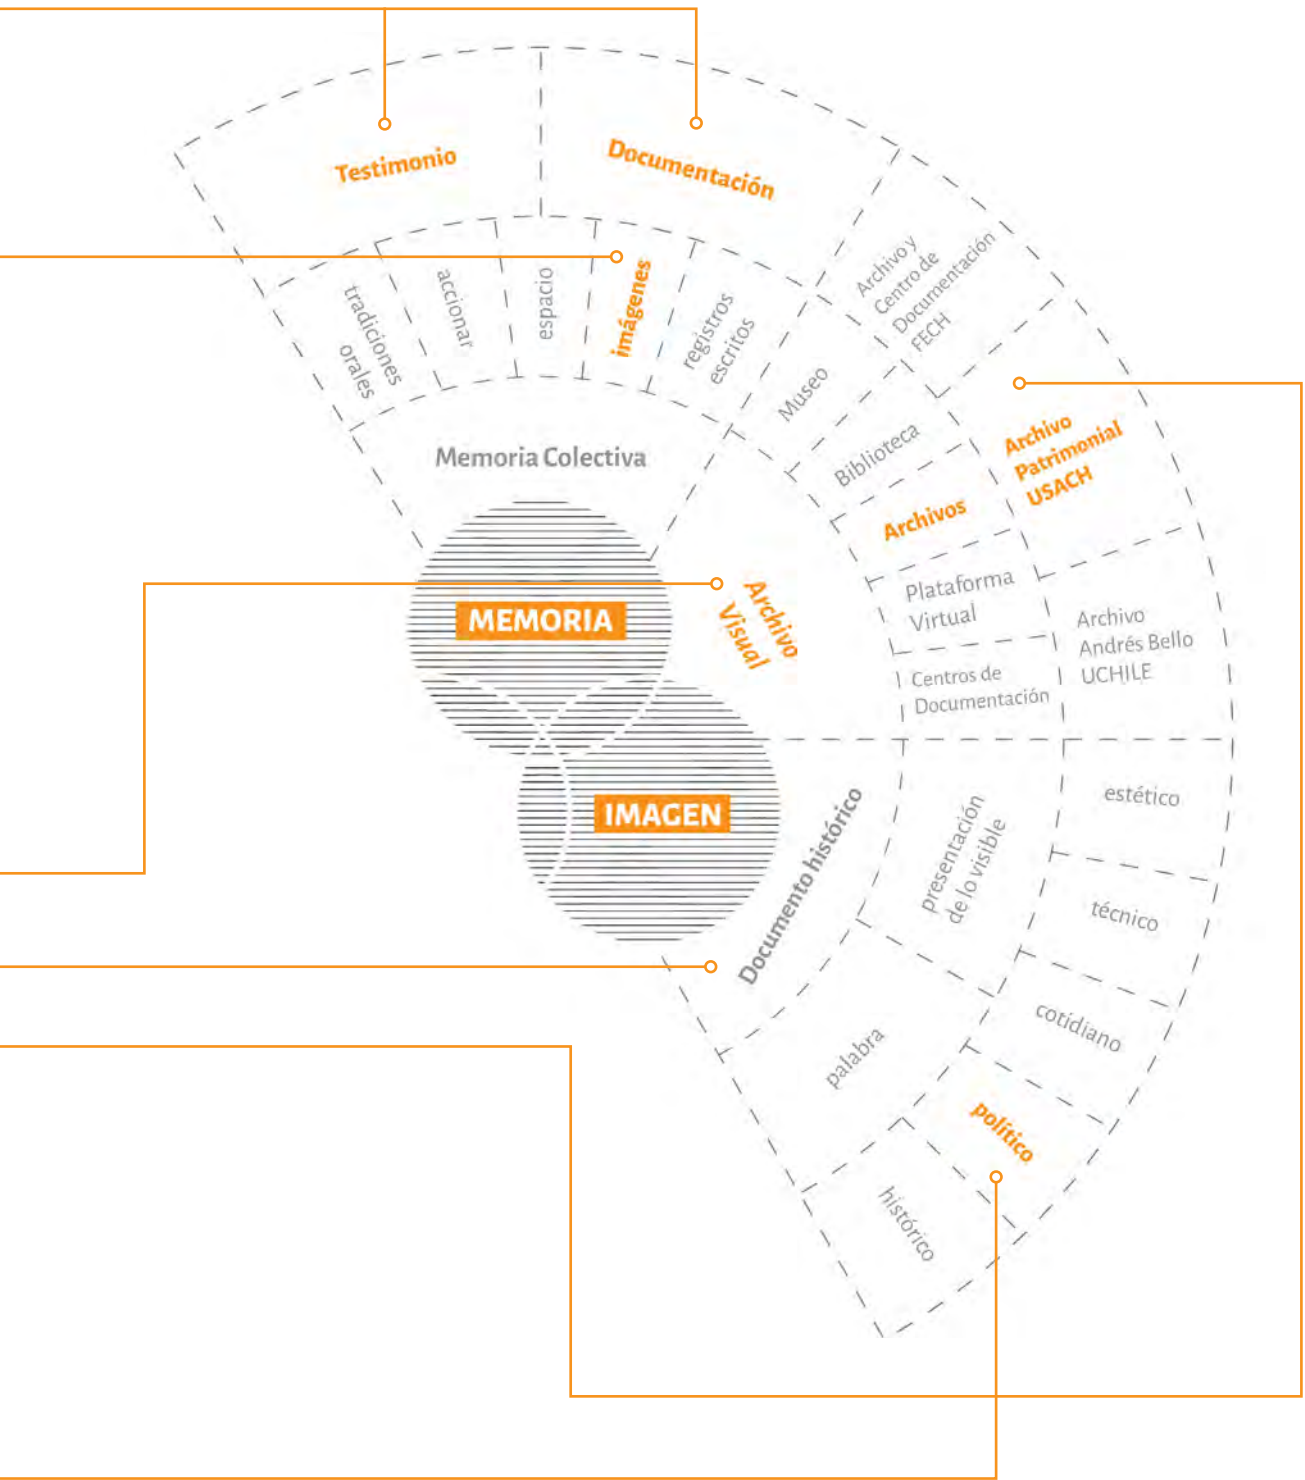 Testimonio
Documentación
tradiciones
orales
accionar
espacio
imágenes
registros
escritos
Memoria Colectiva
MEMORIA
Archivo
Visual
Museo
Biblioteca
Archivos
Plataforma
Virtual
Centros de
Documentación
Archivo y
Centro de
Documentación
FECH
Archivo
Patrimonial
USACH
Archivo
Andrés Bello
UCHILE
IMAGEN
Documento histórico
presentación
de lo visible
palabra
estético
técnico
cotidiano
político
histórico